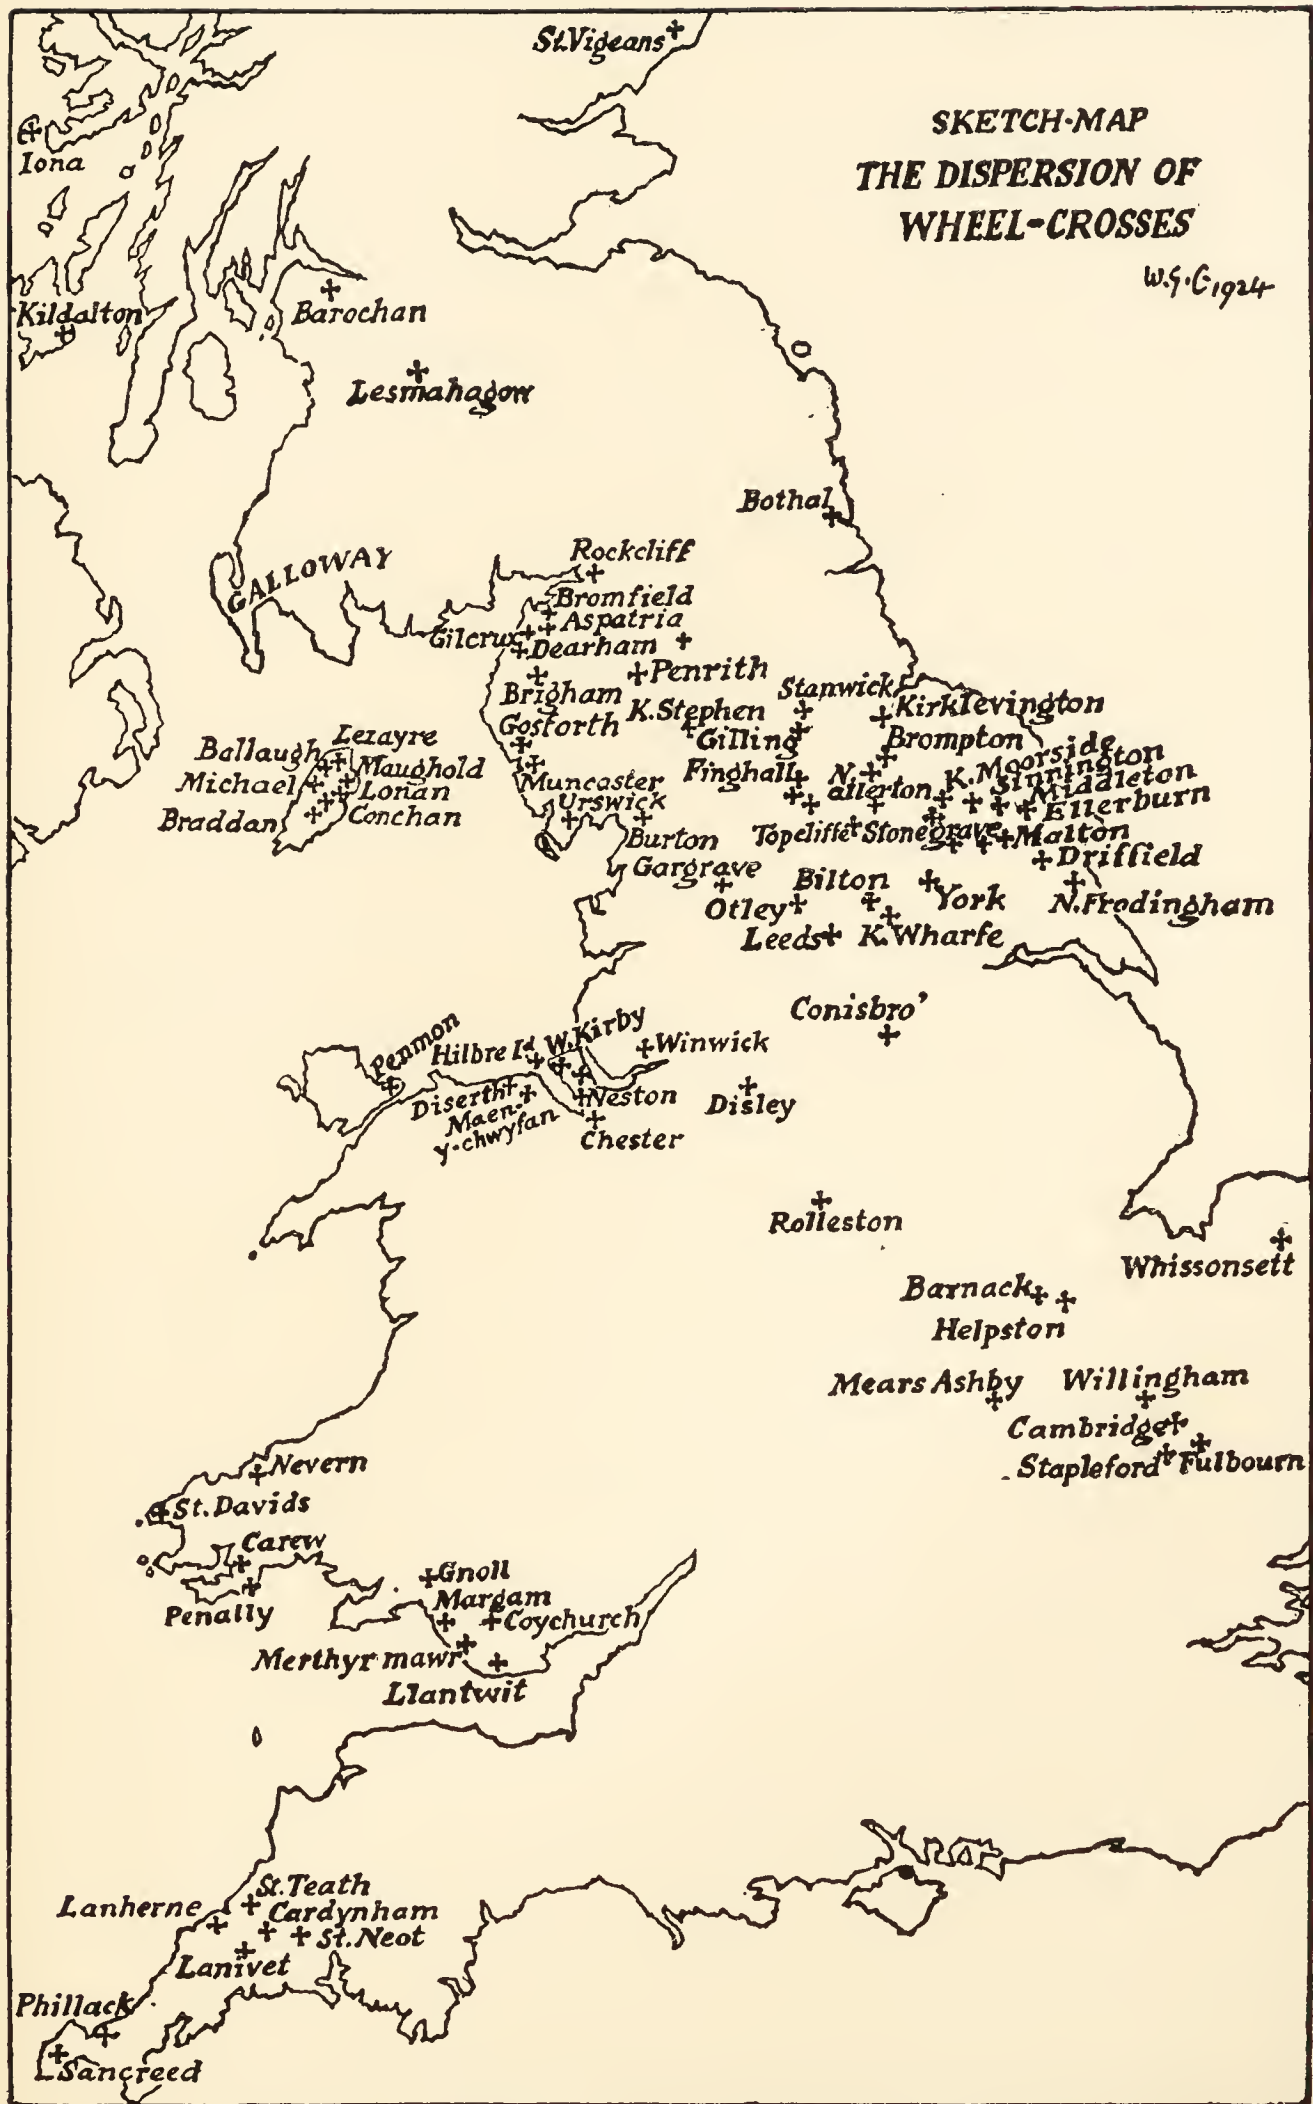 St.Vigeans
SKETCH-MAP
THE DISPERSION OF
WHEEL-CROSSES
W.G.C. 1924
Iona
Kildalton
Barochan
Lesmahagow
Bothal
GALLOWAY
Rockcliff
Bromfield
Aspatria
Gilcrux
Dearham
Penrith
Brigham
Stanwick
Kirklevington
K.Stephen
Gosforth
Gilling
Brompton
Lezayre
Ballaugh
Maughold
Michael
Lonan
Braddan
Conchan
Muncaster
Urswick
Burton
Finghall
N.
allerton
K.Moorside
Sinnington
Middleton
Ellerburn
Topcliffe
Stonegrave
Malton
Driffield
Gargrave
Bilton
Otley
York
N.Frodingham
Leeds
K.Wharfe
Conisbro'
Penmon
Hilbre Id
W.Kirby
Winwick
Diserth
Maen-
y-chwyfan
Neston
Disley
Chester
Rolleston
Whissonsett
Barnack
Helpston
Mears Ashby
Willingham
Cambridge
Stapleford
Fulbourn
Nevern
St.Davids
Carew
Penally
Gnoll
Margam
Coychurch
Merthyr mawr
Llantwit
St.Teath
Lanherne
Cardynham
St.Neot
Lanivet
Phillack
Sancreed